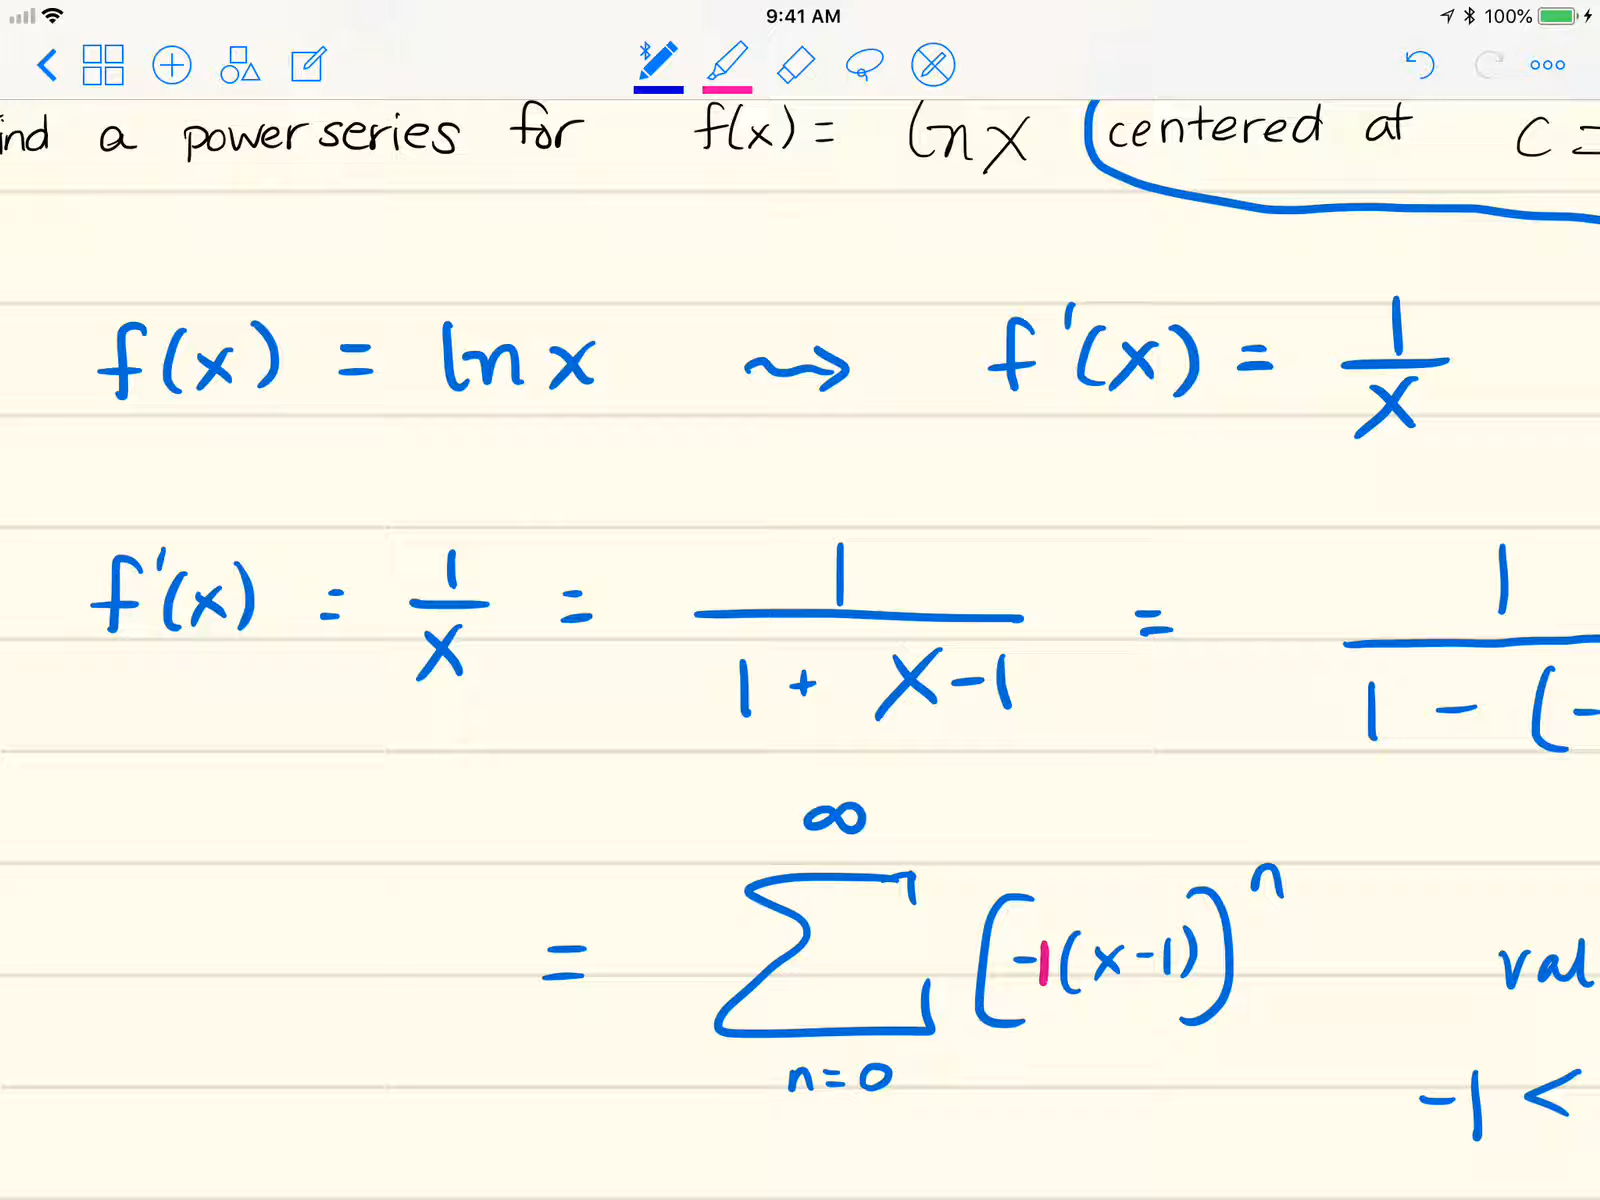 9:41 AM 100%
ind a power series for f(x) = ln x (centered at c =
f(x) = ln x ⇝ f'(x) = 1/x
f'(x) = 1/x = 1/(1 + x-1) = 1/(1 - (-
= ∑_{n=0}^{∞} [-1(x-1)]^n val
-1 <